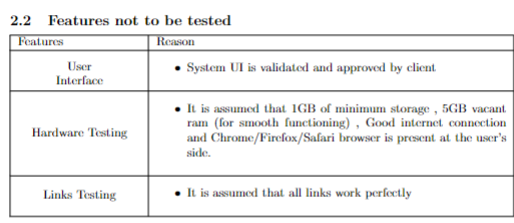 2.2 Features not to be tested
Features Reason
User
Interface
• System UI is validated and approved by client
Hardware Testing
• It is assumed that 1GB of minimum storage , 5GB vacant
ram (for smooth functioning) , Good internet connection
and Chrome/Firefox/Safari browser is present at the user's
side.
Links Testing
• It is assumed that all links work perfectly